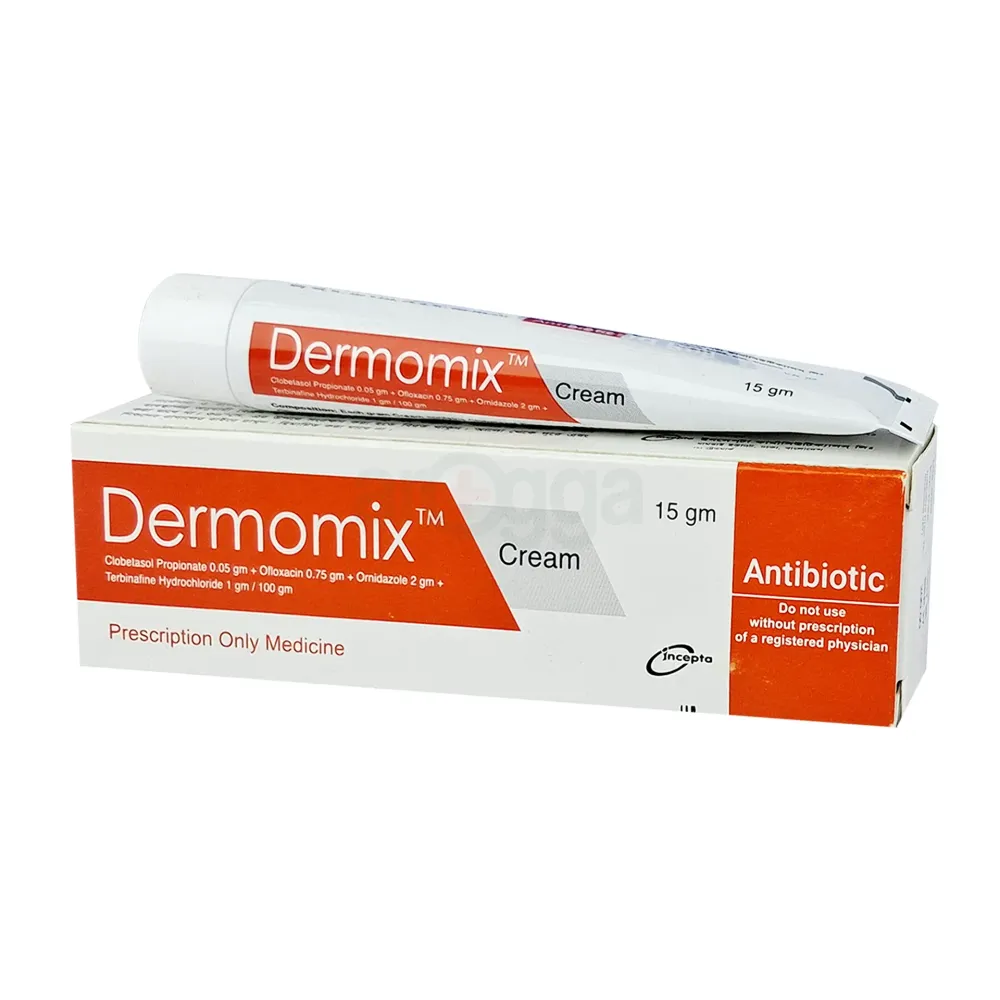 Dermomix™
Clobetasol Propionate 0.05 gm + Ofloxacin 0.75 gm + Ornidazole 2 gm +
Terbinafine Hydrochloride 1 gm / 100 gm
Cream
15 gm
Dermomix™
Clobetasol Propionate 0.05 gm + Ofloxacin 0.75 gm + Ornidazole 2 gm +
Terbinafine Hydrochloride 1 gm / 100 gm
Cream
15 gm
Prescription Only Medicine
incepta
Antibiotic
Do not use
without prescription
of a registered physician
arogga